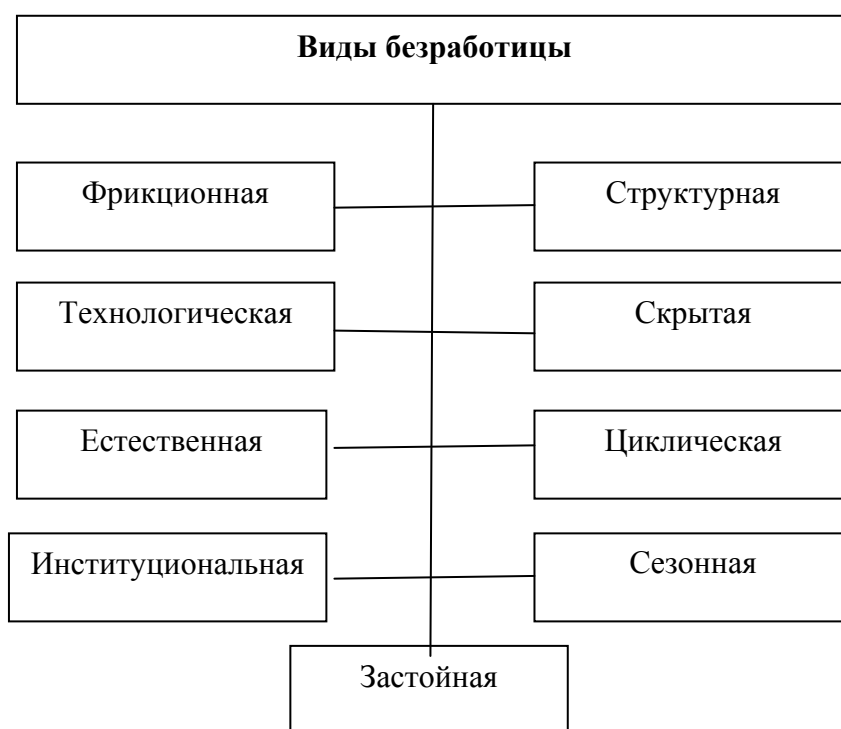 Виды безработицы
Фрикционная
Структурная
Технологическая
Скрытая
Естественная
Циклическая
Институциональная
Сезонная
Застойная